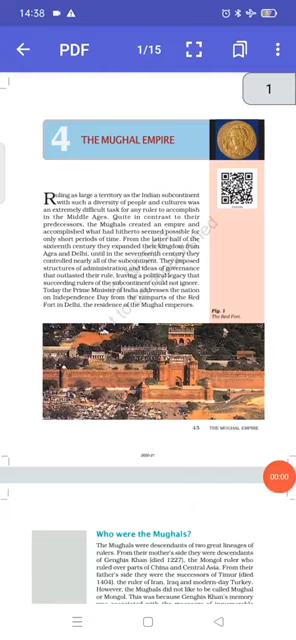 14:38
PDF
1/15
1
4 THE MUGHAL EMPIRE
Ruling as large a territory as the Indian subcontinent
with such a diversity of people and cultures was
an extremely difficult task for any ruler to accomplish
in the Middle Ages. Quite in contrast to their
predecessors, the Mughals created an empire and
accomplished what had hitherto seemed possible for
only short periods of time. From the latter half of the
sixteenth century they expanded their kingdom from
Agra and Delhi, until in the seventeenth century they
controlled nearly all of the subcontinent. They imposed
structures of administration and ideas of governance
that outlasted their rule, leaving a political legacy that
succeeding rulers of the subcontinent could not ignore.
Today the Prime Minister of India addresses the nation
on Independence Day from the ramparts of the Red
Fort in Delhi, the residence of the Mughal emperors.
Fig. 1
The Red Fort.
45 THE MUGHAL EMPIRE
2020-21
00:00
Who were the Mughals?
The Mughals were descendants of two great lineages of
rulers. From their mother's side they were descendants
of Genghis Khan (died 1227), the Mongol ruler who
ruled over parts of China and Central Asia. From their
father's side they were the successors of Timur (died
1404), the ruler of Iran, Iraq and modern-day Turkey.
However, the Mughals did not like to be called Mughal
or Mongol. This was because Genghis Khan's memory